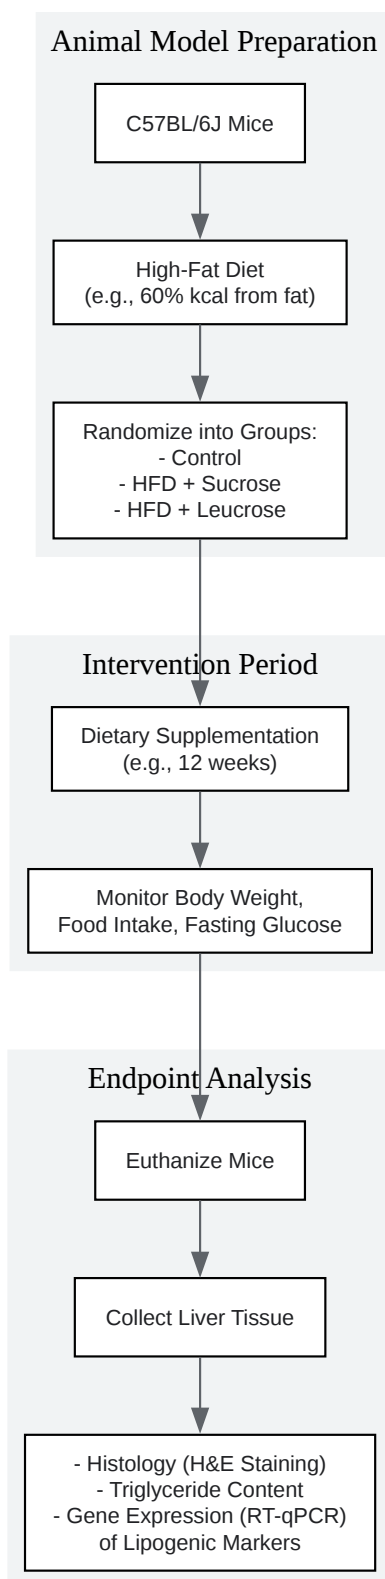 Animal Model Preparation
C57BL/6J Mice
High-Fat Diet
(e.g., 60% kcal from fat)
Randomize into Groups:
- Control
- HFD + Sucrose
- HFD + Leucrose
Intervention Period
Dietary Supplementation
(e.g., 12 weeks)
Monitor Body Weight,
Food Intake, Fasting Glucose
Endpoint Analysis
Euthanize Mice
Collect Liver Tissue
- Histology (H&E Staining)
- Triglyceride Content
- Gene Expression (RT-qPCR)
of Lipogenic Markers